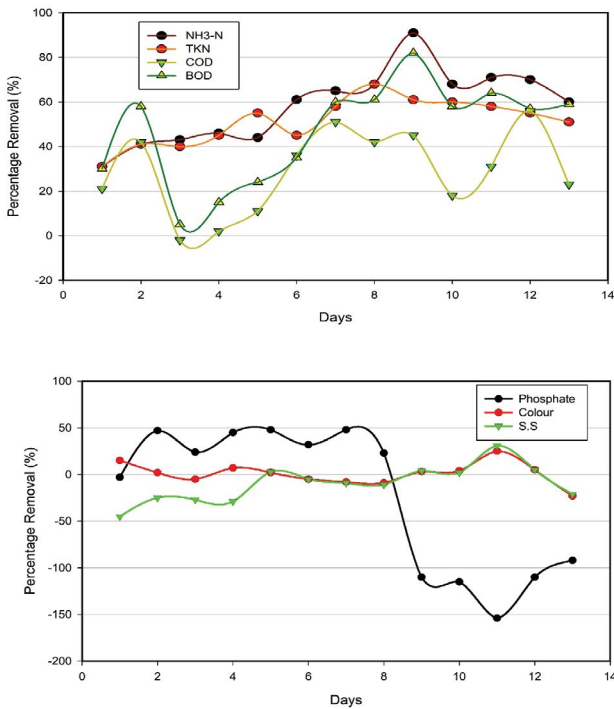 100
80
60
40
20
0
-20
Percentage Removal (%)
NH3-N
TKN
COD
BOD
0 2 4 6 8 10 12 14
Days
100
50
0
-50
-100
-150
-200
Percentage Removal (%)
Phosphate
Colour
S.S
0 2 4 6 8 10 12 14
Days